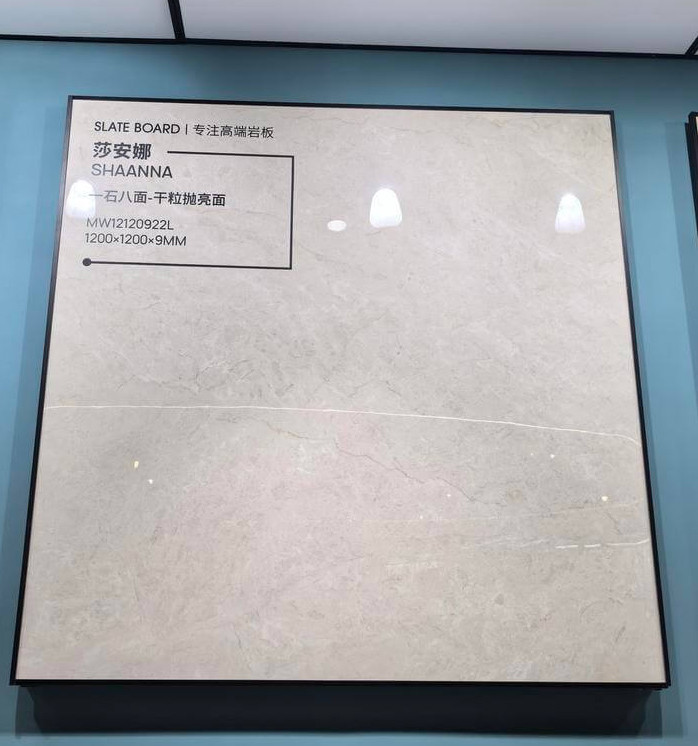 SLATE BOARD | 专注高端岩板
莎安娜
SHAANNA
一石八面-干粒抛亮面
MW12120922L
1200×1200×9MM